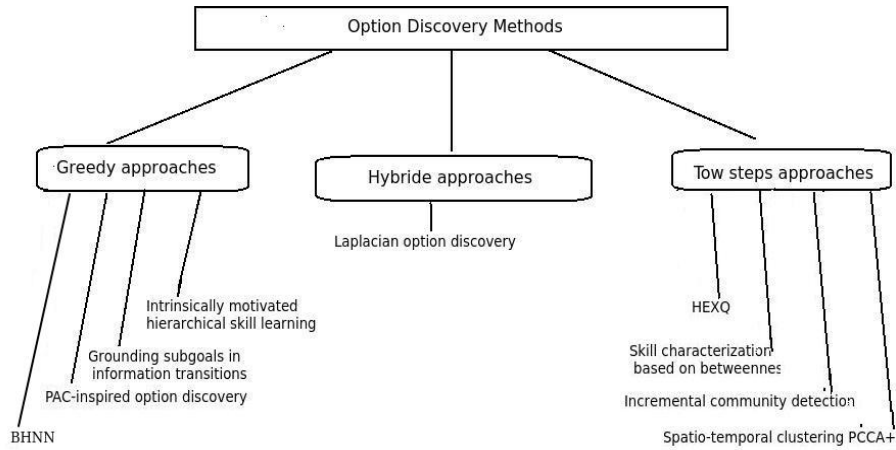 Option Discovery Methods
Greedy approaches
Hybride approaches
Tow steps approaches
Laplacian option discovery
Intrinsically motivated
hierarchical skill learning
HEXQ
Grounding subgoals in
information transitions
Skill characterization
based on betweennes
PAC-inspired option discovery
Incremental community detection
BHNN
Spatio-temporal clustering PCCA+